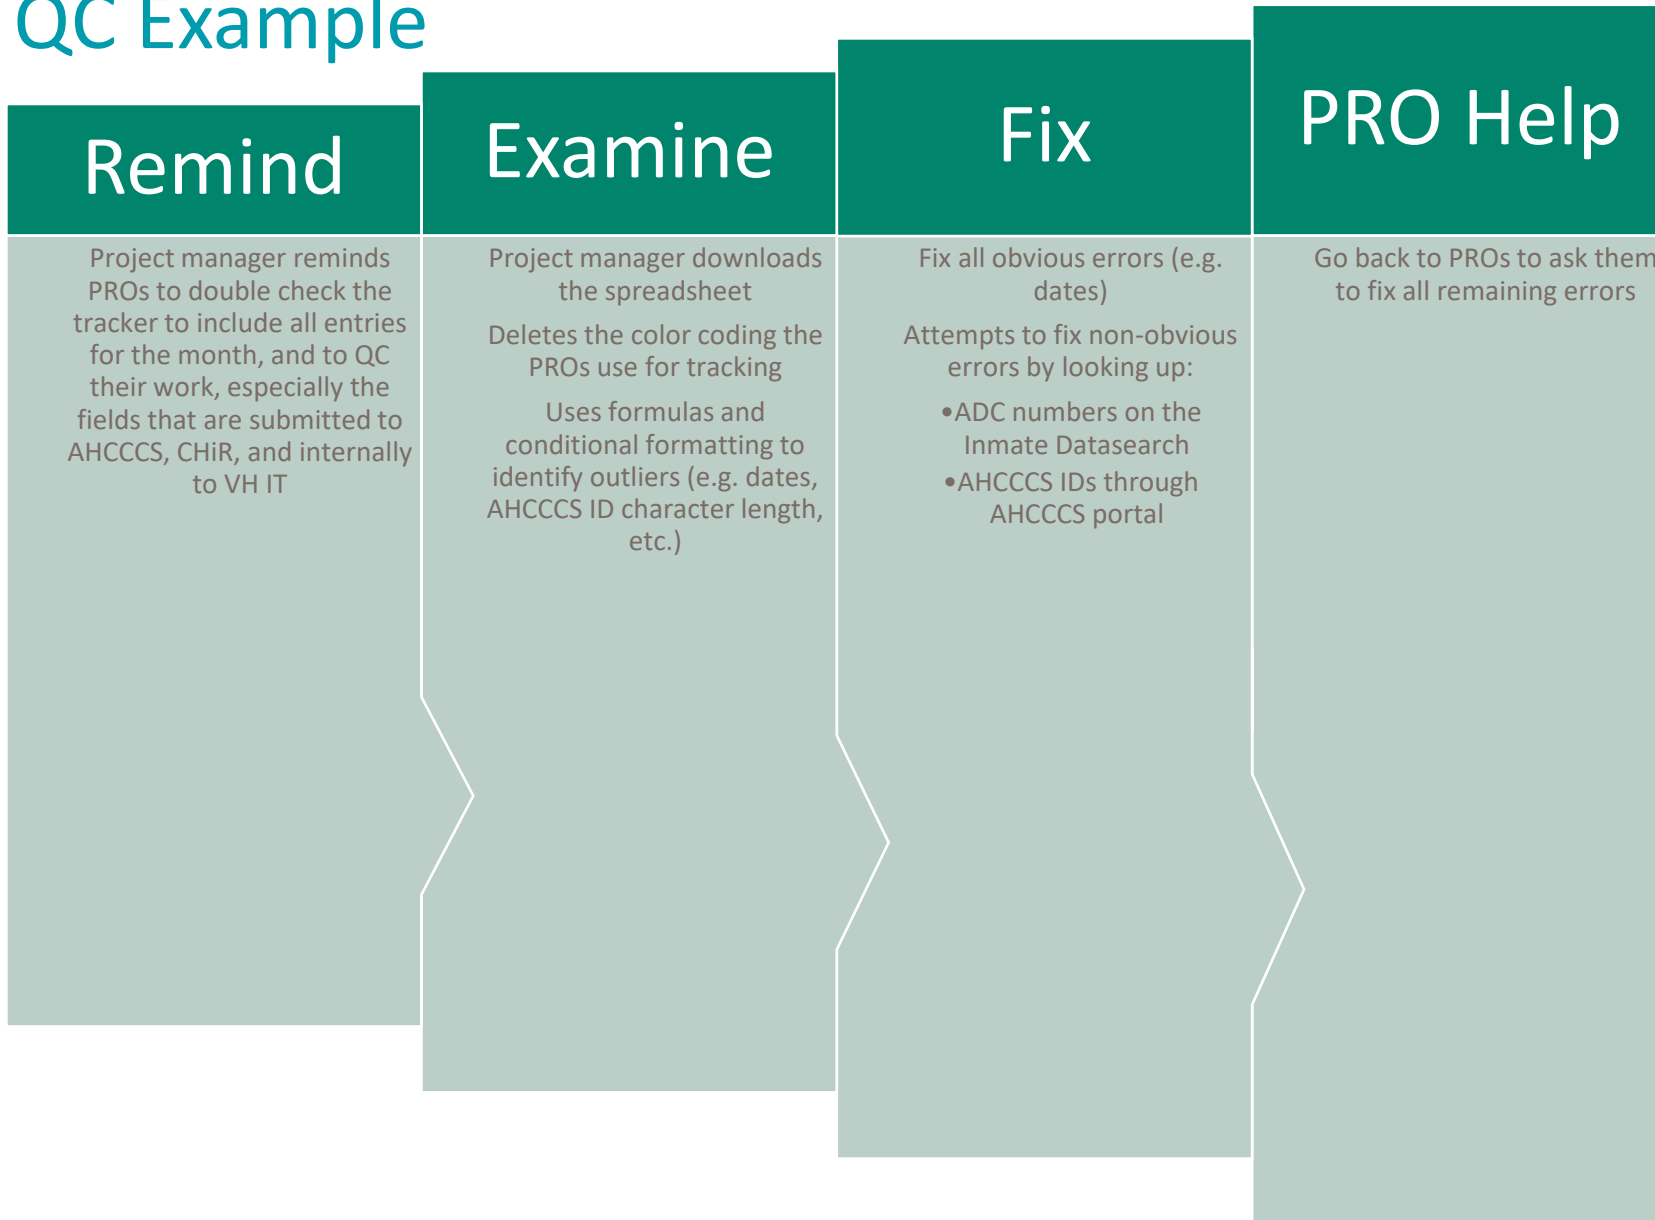 QC Example
Remind
Project manager reminds
PROs to double check the
tracker to include all entries
for the month, and to QC
their work, especially the
fields that are submitted to
AHCCCS, CHiR, and internally
to VH IT
Examine
Project manager downloads
the spreadsheet
Deletes the color coding the
PROs use for tracking
Uses formulas and
conditional formatting to
identify outliers (e.g. dates,
AHCCCS ID character length,
etc.)
Fix
Fix all obvious errors (e.g.
dates)
Attempts to fix non-obvious
errors by looking up:
•ADC numbers on the
Inmate Datasearch
•AHCCCS IDs through
AHCCCS portal
PRO Help
Go back to PROs to ask them
to fix all remaining errors